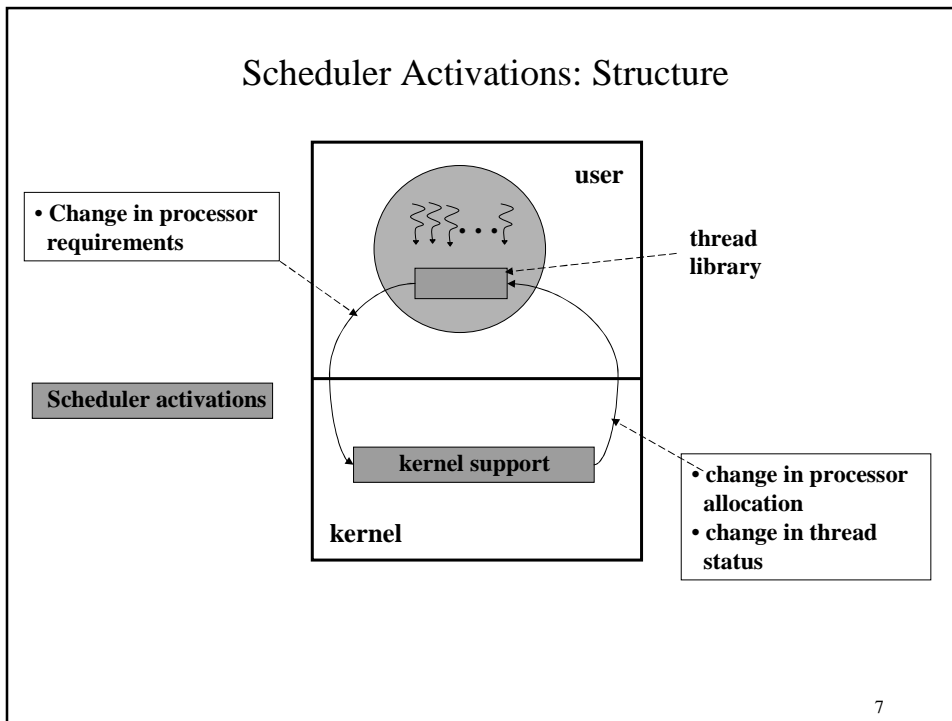 Scheduler Activations: Structure
user
• Change in processor
requirements
thread
library
Scheduler activations
kernel support
• change in processor
allocation
• change in thread
status
kernel
7